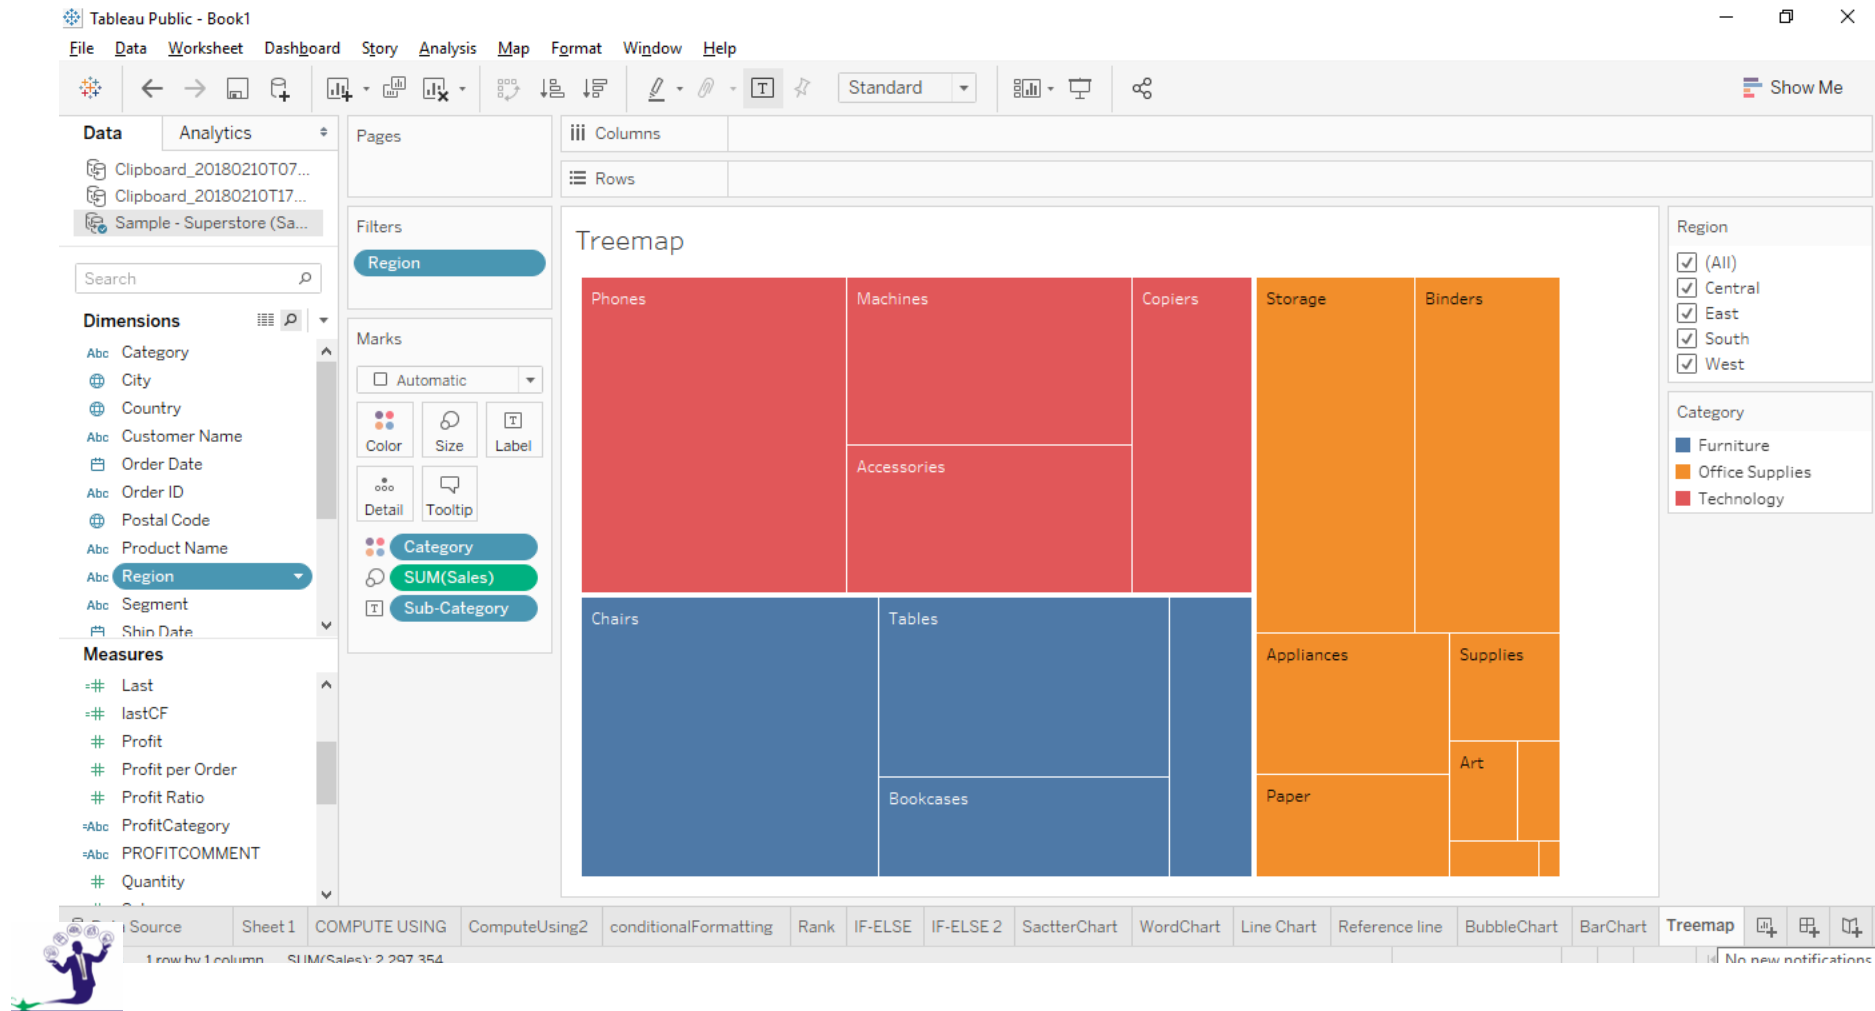 Tableau Public - Book1
File Data Worksheet Dashboard Story Analysis Map Format Window Help
Standard
Show Me
Data Analytics
Clipboard_20180210T07...
Clipboard_20180210T17...
Sample - Superstore (Sa...
Search
Dimensions
Abc Category
City
Country
Abc Customer Name
Order Date
Abc Order ID
Postal Code
Abc Product Name
Abc Region
Abc Segment
Ship Date
Measures
=# Last
=# lastCF
# Profit
# Profit per Order
# Profit Ratio
=Abc ProfitCategory
=Abc PROFITCOMMENT
# Quantity
Pages
Filters
Region
Marks
Automatic
Color Size Label
Detail Tooltip
Category
SUM(Sales)
Sub-Category
Columns
Rows
Treemap
Phones Machines Copiers Storage Binders
Accessories
Chairs Tables
Appliances Supplies
Art
Bookcases Paper
Region
(All)
Central
East
South
West
Category
Furniture
Office Supplies
Technology
Source Sheet 1 COMPUTE USING ComputeUsing2 conditionalFormatting Rank IF-ELSE IF-ELSE 2 SactterChart WordChart Line Chart Reference line BubbleChart BarChart Treemap
1 row by 1 column SUM(Sales): 2,297,354
No new notifications